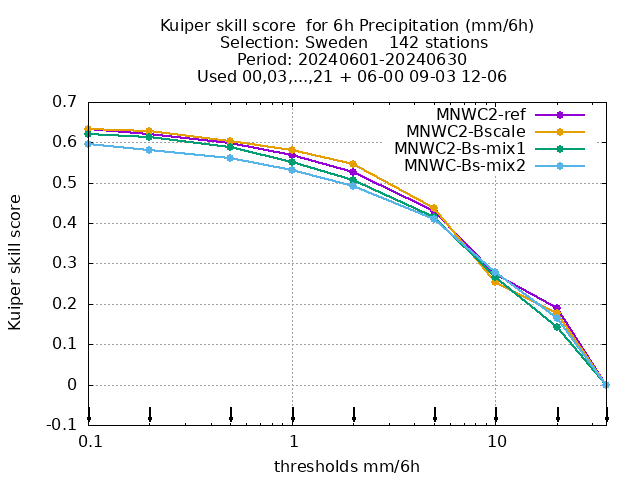 Kuiper skill score  for 6h Precipitation (mm/6h)
Selection: Sweden    142 stations
Period: 20240601-20240630
Used 00,03,...,21 + 06-00 09-03 12-06
MNWC2-ref
MNWC2-Bscale
MNWC2-Bs-mix1
MNWC-Bs-mix2
Kuiper skill score
0.7
0.6
0.5
0.4
0.3
0.2
0.1
0
-0.1
0.1 1 10
thresholds mm/6h